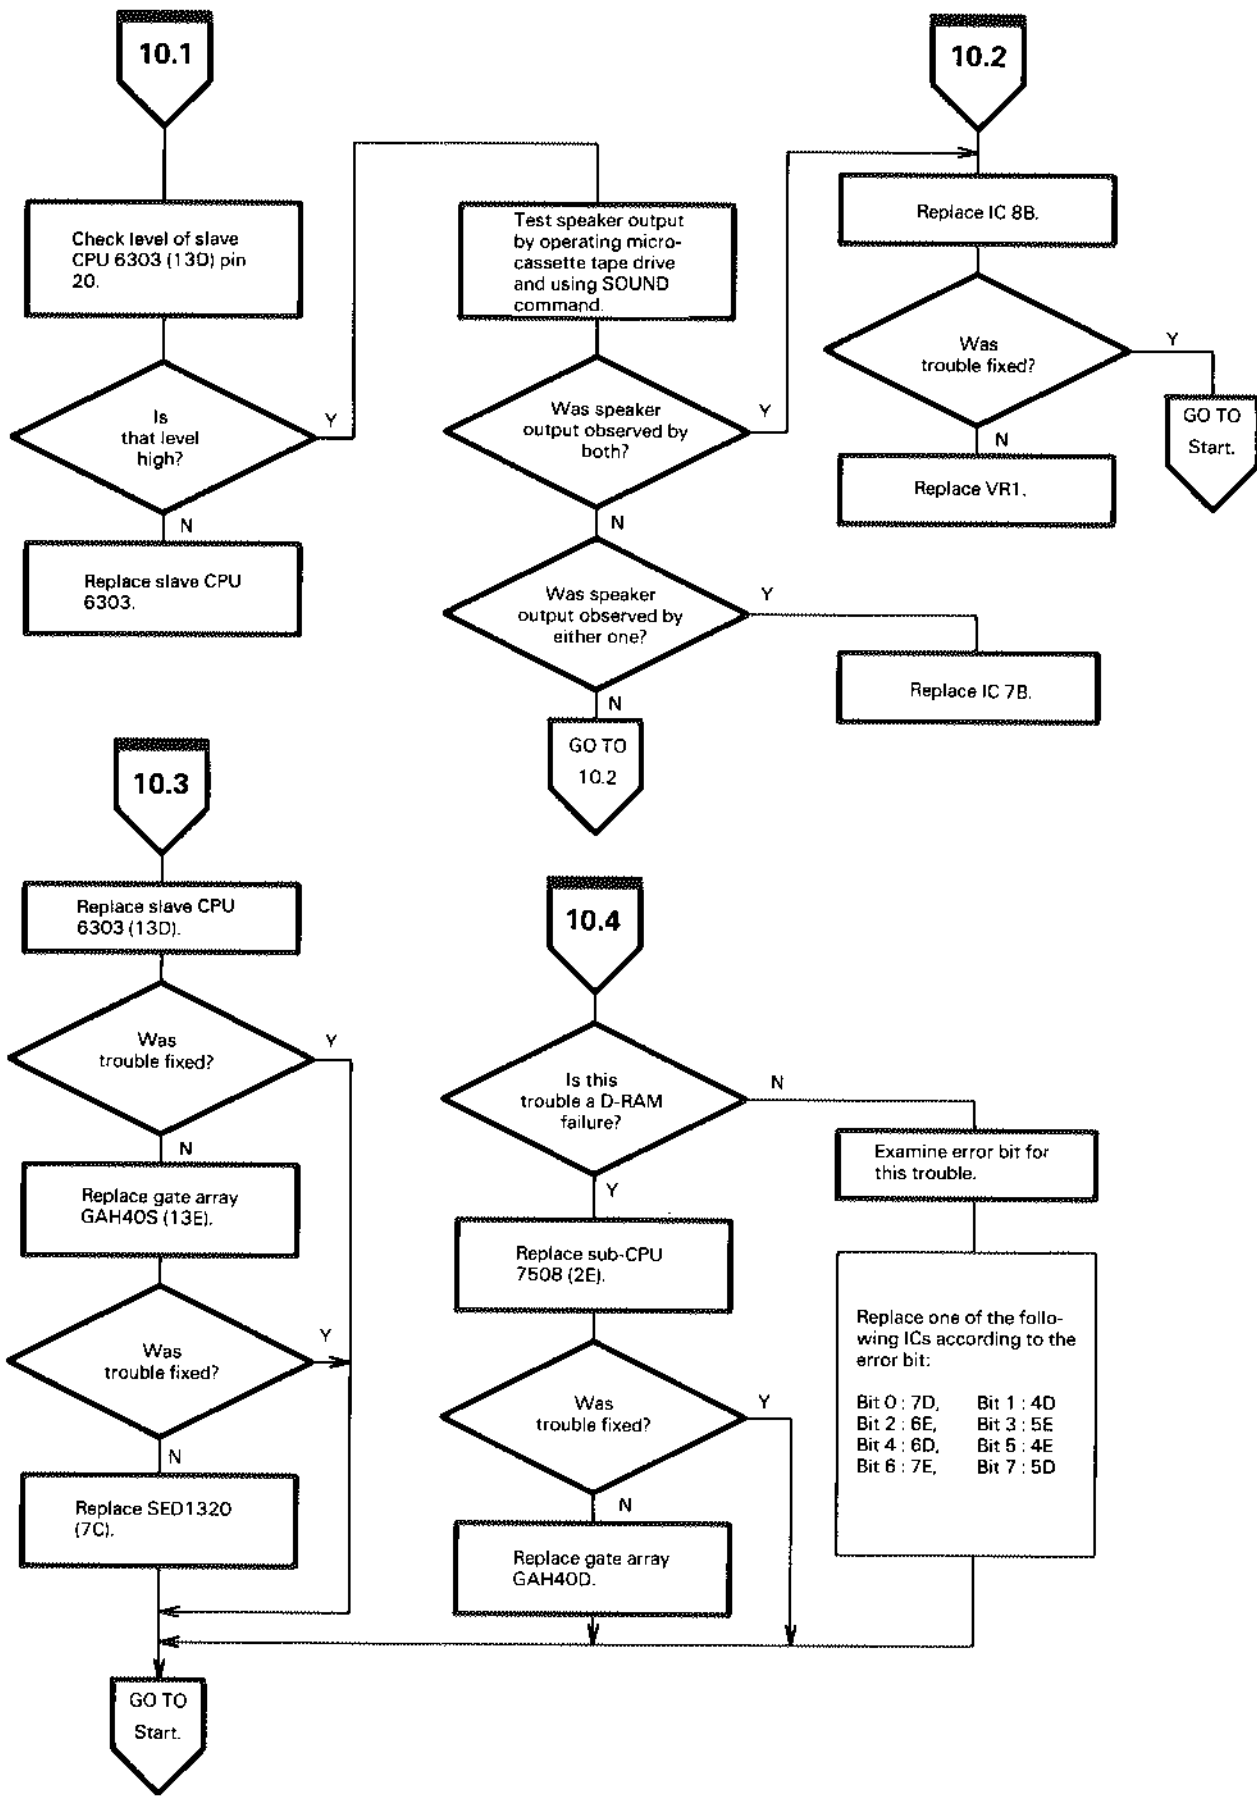 10.1
Check level of slave
CPU 6303 (13D) pin
20.
Is
that level
high?
Y
N
Replace slave CPU
6303.
Test speaker output
by operating micro-
cassette tape drive
and using SOUND
command.
Was speaker
output observed by
both?
Y
N
Was speaker
output observed by
either one?
Y
N
Replace IC 7B.
GO TO
10.2
10.2
Replace IC 8B.
Was
trouble fixed?
Y
N
GO TO
Start.
Replace VR1.
10.3
Replace slave CPU
6303 (13D).
Was
trouble fixed?
Y
N
Replace gate array
GAH40S (13E).
Was
trouble fixed?
Y
N
Replace SED1320
(7C).
GO TO
Start.
10.4
Is this
trouble a D-RAM
failure?
N
Y
Replace sub-CPU
7508 (2E).
Was
trouble fixed?
Y
N
Replace gate array
GAH40D.
Examine error bit for
this trouble.
Replace one of the follo-
wing ICs according to the
error bit:
Bit 0 : 7D, Bit 1 : 4D
Bit 2 : 6E, Bit 3 : 5E
Bit 4 : 6D, Bit 5 : 4E
Bit 6 : 7E, Bit 7 : 5D